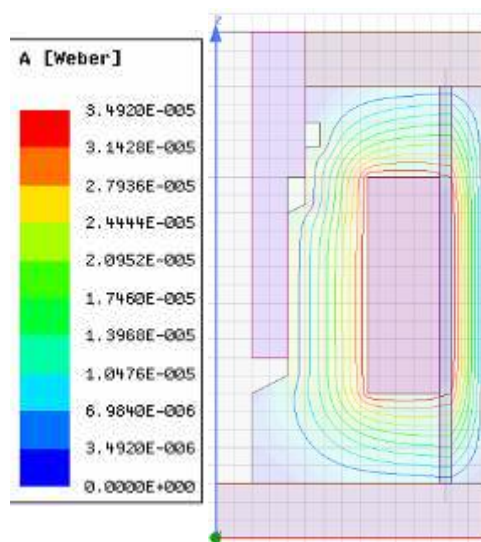 A [Weber]
3.4920E-005
3.1428E-005
2.7936E-005
2.4444E-005
2.0952E-005
1.7460E-005
1.3968E-005
1.0476E-005
6.9840E-006
3.4920E-006
0.0000E+000
Z